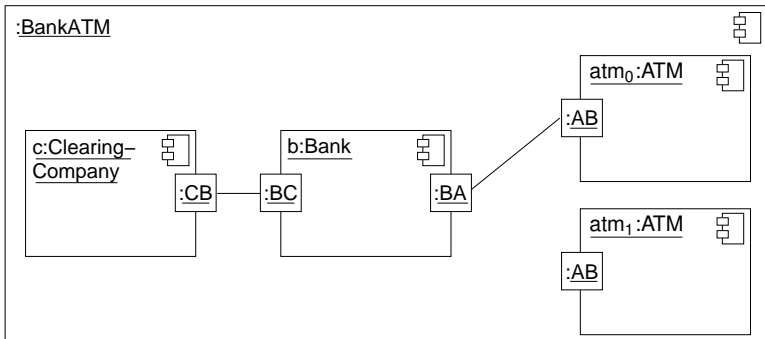 :BankATM
atm₀:ATM
:AB
c:Clearing–
Company
b:Bank
:CB
:BC
:BA
atm₁:ATM
:AB